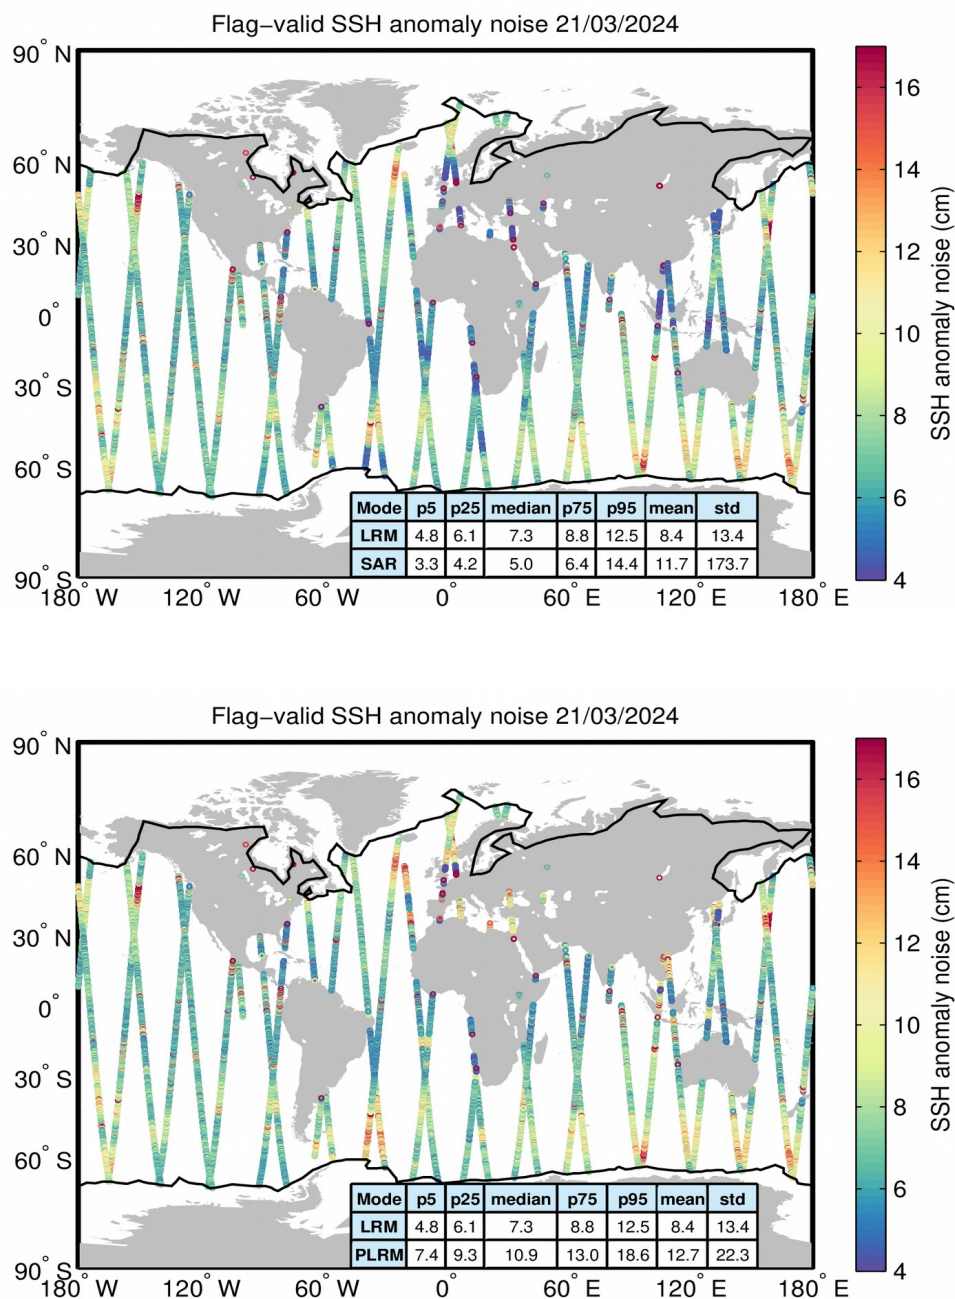 Flag−valid SSH anomaly noise 21/03/2024
90° N
60° N
30° N
0°
30° S
60° S
90° S
180° W 120° W 60° W 0° 60° E 120° E 180° E
Mode p5 p25 median p75 p95 mean std
LRM 4.8 6.1 7.3 8.8 12.5 8.4 13.4
SAR 3.3 4.2 5.0 6.4 14.4 11.7 173.7
16
14
12
10
8
6
4
SSH anomaly noise (cm)
Flag−valid SSH anomaly noise 21/03/2024
90° N
60° N
30° N
0°
30° S
60° S
90° S
180° W 120° W 60° W 0° 60° E 120° E 180° E
Mode p5 p25 median p75 p95 mean std
LRM 4.8 6.1 7.3 8.8 12.5 8.4 13.4
PLRM 7.4 9.3 10.9 13.0 18.6 12.7 22.3
16
14
12
10
8
6
4
SSH anomaly noise (cm)